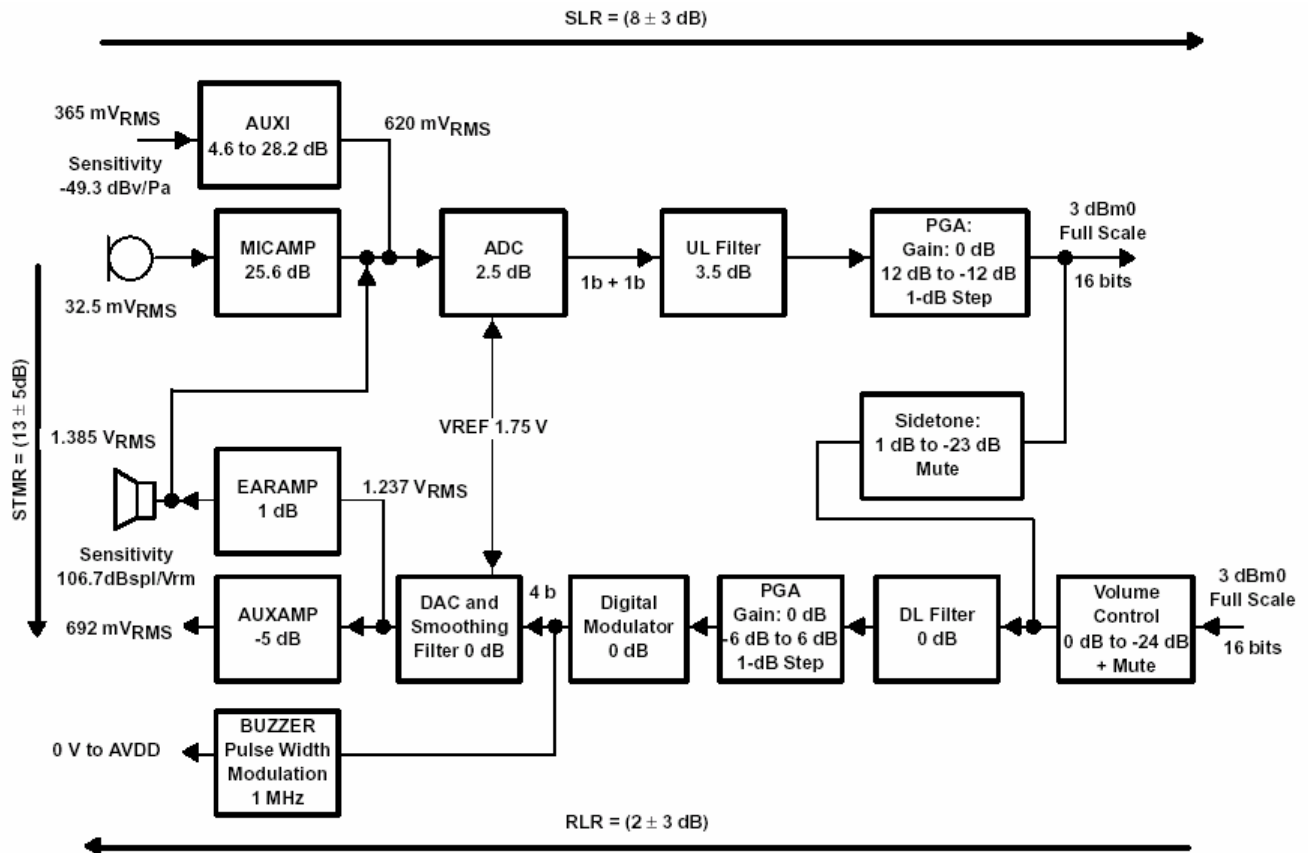 SLR = (8 ± 3 dB)
365 mVRMS
AUXI
4.6 to 28.2 dB
620 mVRMS
Sensitivity
-49.3 dBv/Pa
MICAMP
25.6 dB
ADC
2.5 dB
1b + 1b
UL Filter
3.5 dB
PGA:
Gain: 0 dB
12 dB to -12 dB
1-dB Step
3 dBm0
Full Scale
16 bits
32.5 mVRMS
STMR = (13 ± 5dB)
1.385 VRMS
VREF 1.75 V
Sidetone:
1 dB to -23 dB
Mute
EARAMP
1 dB
1.237 VRMS
Sensitivity
106.7dBspl/Vrm
692 mVRMS
AUXAMP
-5 dB
DAC and
Smoothing
Filter 0 dB
4 b
Digital
Modulator
0 dB
PGA
Gain: 0 dB
-6 dB to 6 dB
1-dB Step
DL Filter
0 dB
Volume
Control
0 dB to -24 dB
+ Mute
3 dBm0
Full Scale
16 bits
0 V to AVDD
BUZZER
Pulse Width
Modulation
1 MHz
RLR = (2 ± 3 dB)